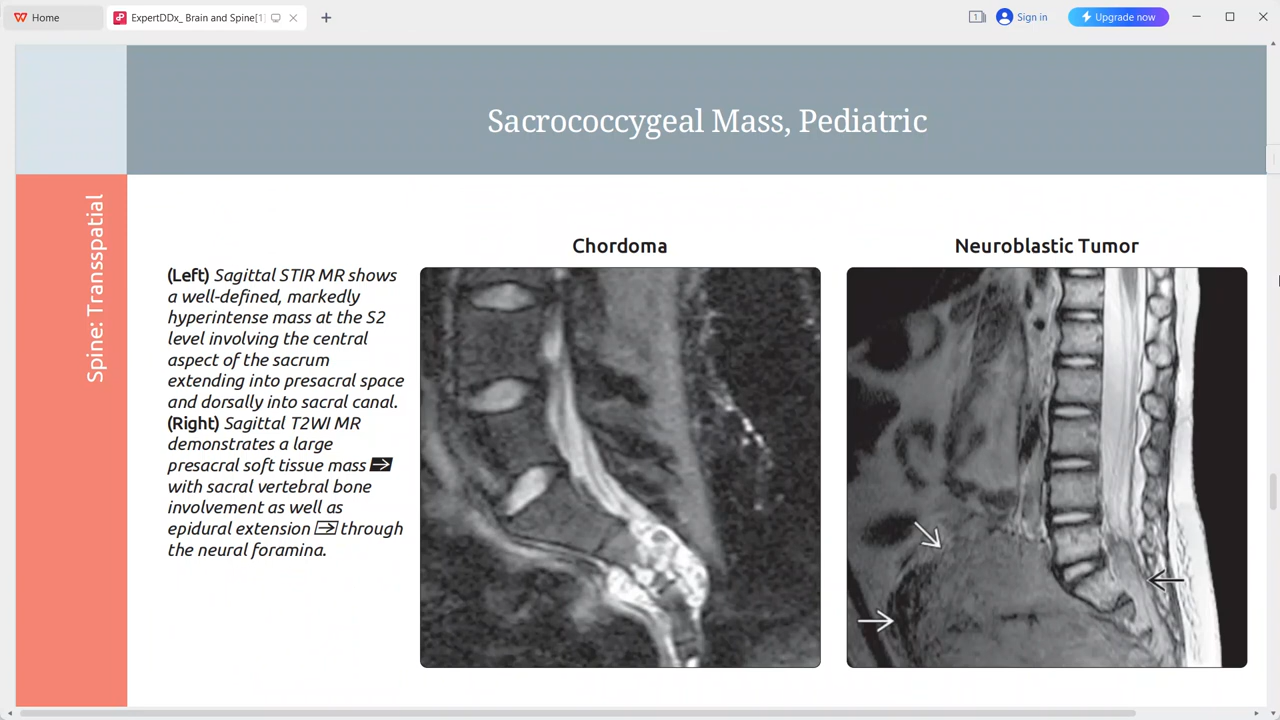 Home
ExpertDDx_ Brain and Spine[1]
1
Sign in
Upgrade now
Sacrococcygeal Mass, Pediatric
Spine: Transspatial
(Left) Sagittal STIR MR shows
a well-defined, markedly
hyperintense mass at the S2
level involving the central
aspect of the sacrum
extending into presacral space
and dorsally into sacral canal.
(Right) Sagittal T2WI MR
demonstrates a large
presacral soft tissue mass
with sacral vertebral bone
involvement as well as
epidural extension through
the neural foramina.
Chordoma
Neuroblastic Tumor